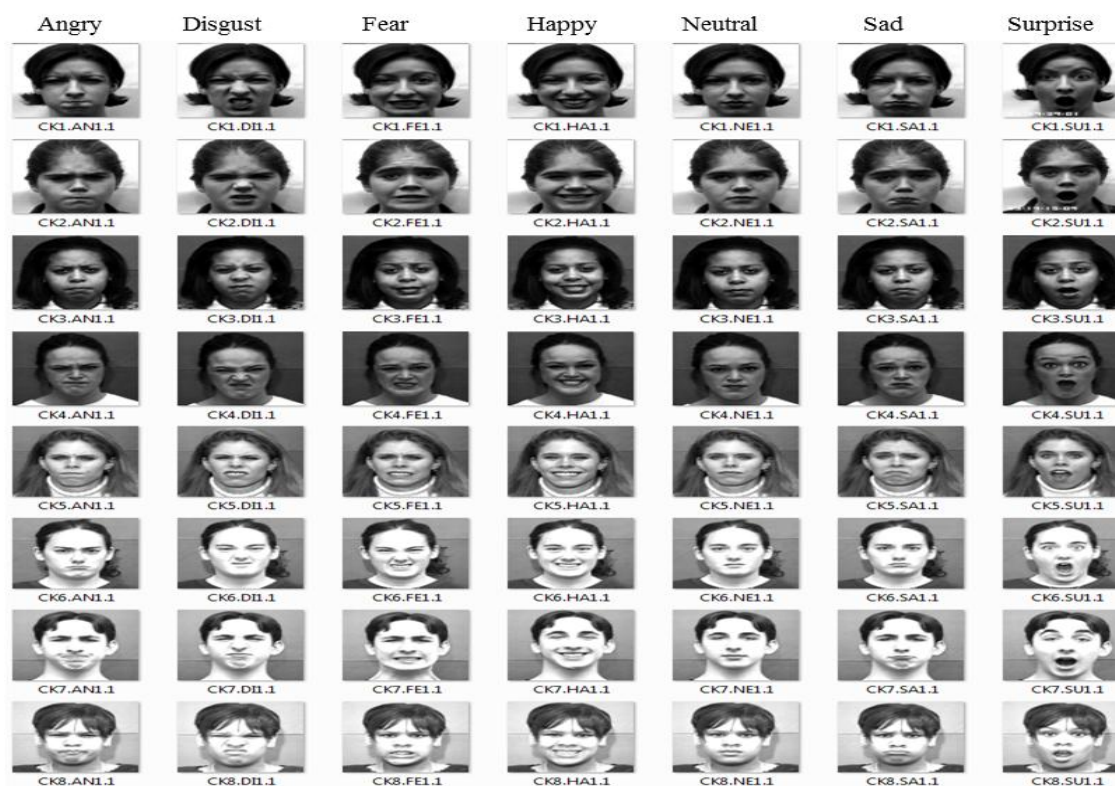 Angry Disgust Fear Happy Neutral Sad Surprise
CK1.AN1.1 CK1.DI1.1 CK1.FE1.1 CK1.HA1.1 CK1.NE1.1 CK1.SA1.1 CK1.SU1.1
CK2.AN1.1 CK2.DI1.1 CK2.FE1.1 CK2.HA1.1 CK2.NE1.1 CK2.SA1.1 CK2.SU1.1
CK3.AN1.1 CK3.DI1.1 CK3.FE1.1 CK3.HA1.1 CK3.NE1.1 CK3.SA1.1 CK3.SU1.1
CK4.AN1.1 CK4.DI1.1 CK4.FE1.1 CK4.HA1.1 CK4.NE1.1 CK4.SA1.1 CK4.SU1.1
CK5.AN1.1 CK5.DI1.1 CK5.FE1.1 CK5.HA1.1 CK5.NE1.1 CK5.SA1.1 CK5.SU1.1
CK6.AN1.1 CK6.DI1.1 CK6.FE1.1 CK6.HA1.1 CK6.NE1.1 CK6.SA1.1 CK6.SU1.1
CK7.AN1.1 CK7.DI1.1 CK7.FE1.1 CK7.HA1.1 CK7.NE1.1 CK7.SA1.1 CK7.SU1.1
CK8.AN1.1 CK8.DI1.1 CK8.FE1.1 CK8.HA1.1 CK8.NE1.1 CK8.SA1.1 CK8.SU1.1